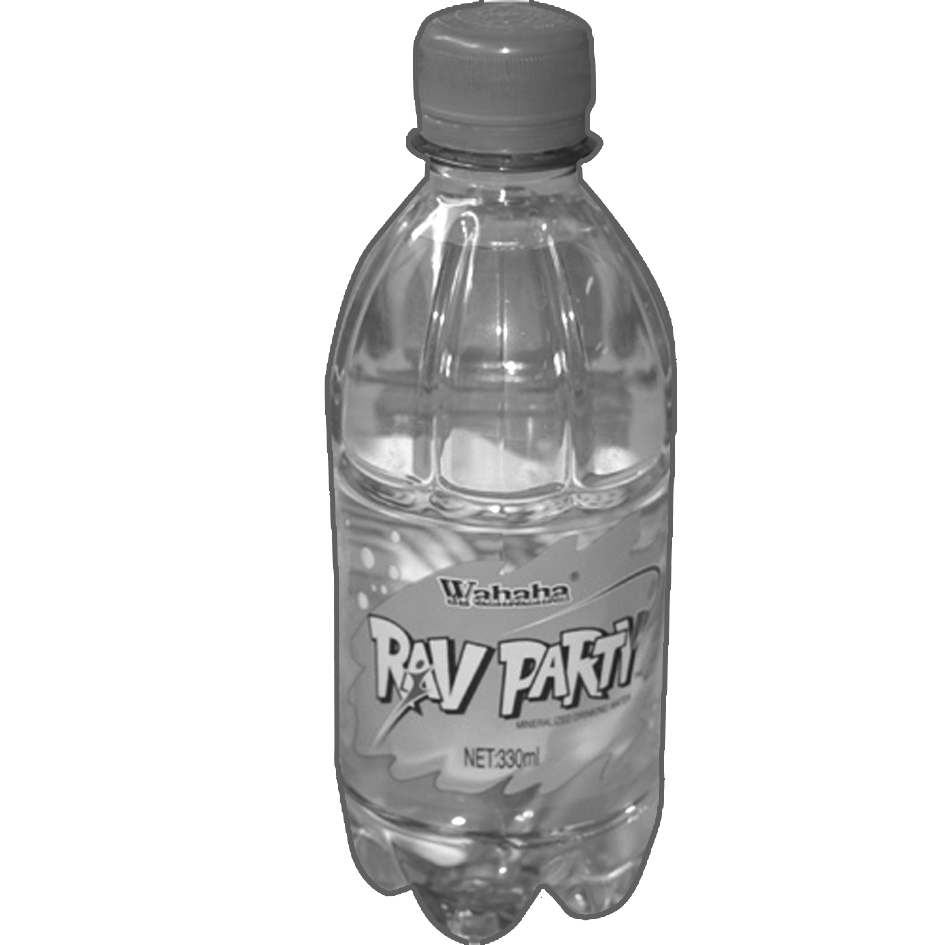 Wahaha®
RAV PARTY
MINERALIZED DRINKING WATER
NET:330ml